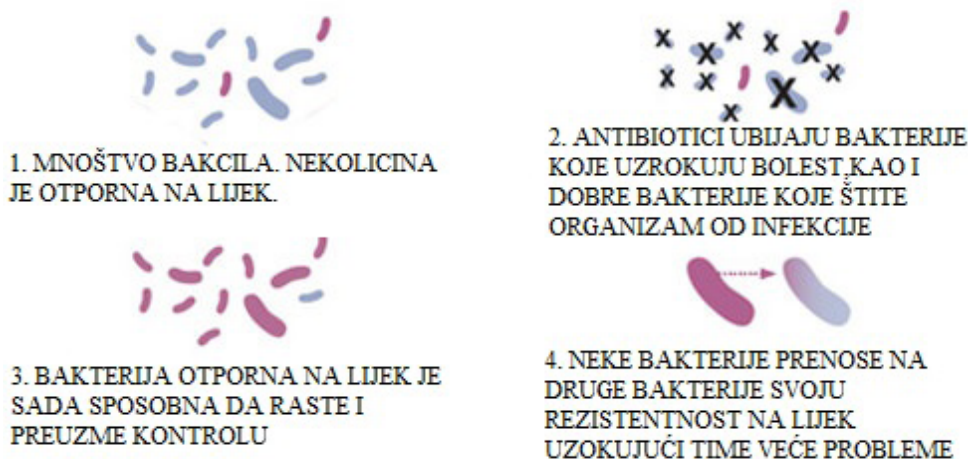 1. MNOŠTVO BAKCILA. NEKOLICINA
JE OTPORNA NA LIJEK.
2. ANTIBIOTICI UBIJAJU BAKTERIJE
KOJE UZROKUJU BOLEST,KAO I
DOBRE BAKTERIJE KOJE ŠTITE
ORGANIZAM OD INFEKCIJE
3. BAKTERIJA OTPORNA NA LIJEK JE
SADA SPOSOBNA DA RASTE I
PREUZME KONTROLU
4. NEKE BAKTERIJE PRENOSE NA
DRUGE BAKTERIJE SVOJU
REZISTENTNOST NA LIJEK
UZOKUJUĆI TIME VEĆE PROBLEME